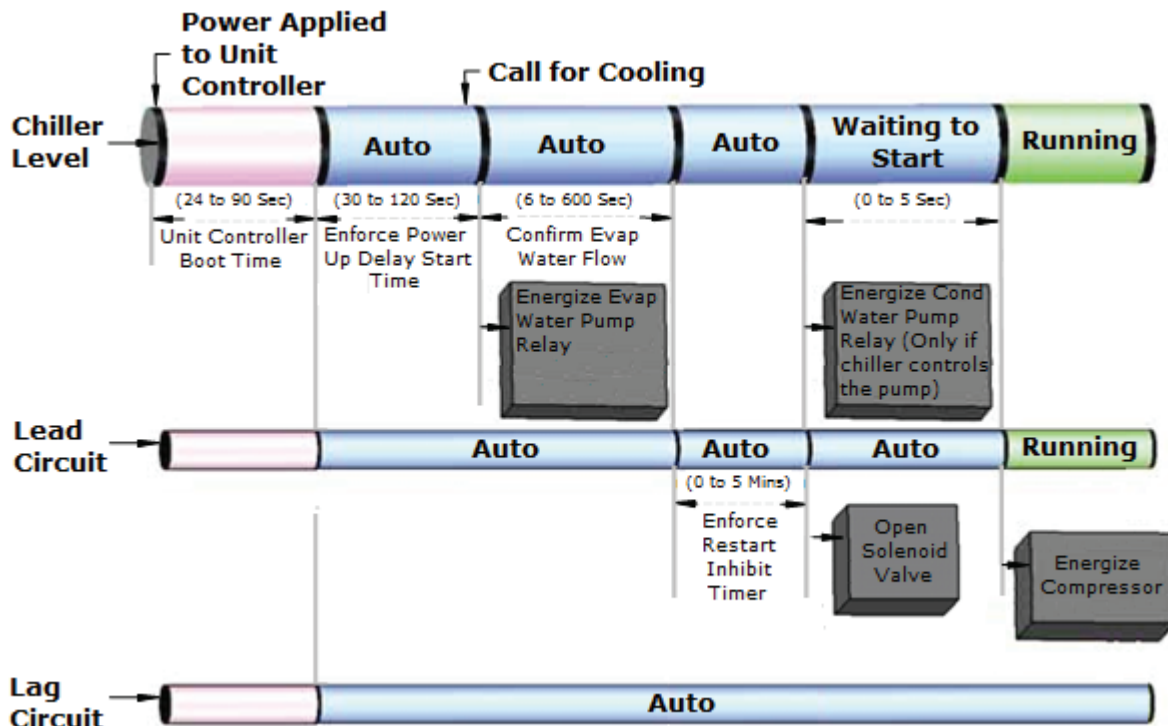 Power Applied
to Unit
Controller
Call for Cooling
Chiller
Level
Auto
Auto
Auto
Waiting to
Start
Running
(24 to 90 Sec)
(30 to 120 Sec)
(6 to 600 Sec)
(0 to 5 Sec)
Unit Controller
Boot Time
Enforce Power
Up Delay Start
Time
Confirm Evap
Water Flow
Energize Evap
Water Pump
Relay
Energize Cond
Water Pump
Relay (Only if
chiller controls
the pump)
Lead
Circuit
Auto
Auto
Auto
Running
(0 to 5 Mins)
Enforce
Restart
Inhibit
Timer
Open
Solenoid
Valve
Energize
Compressor
Lag
Circuit
Auto